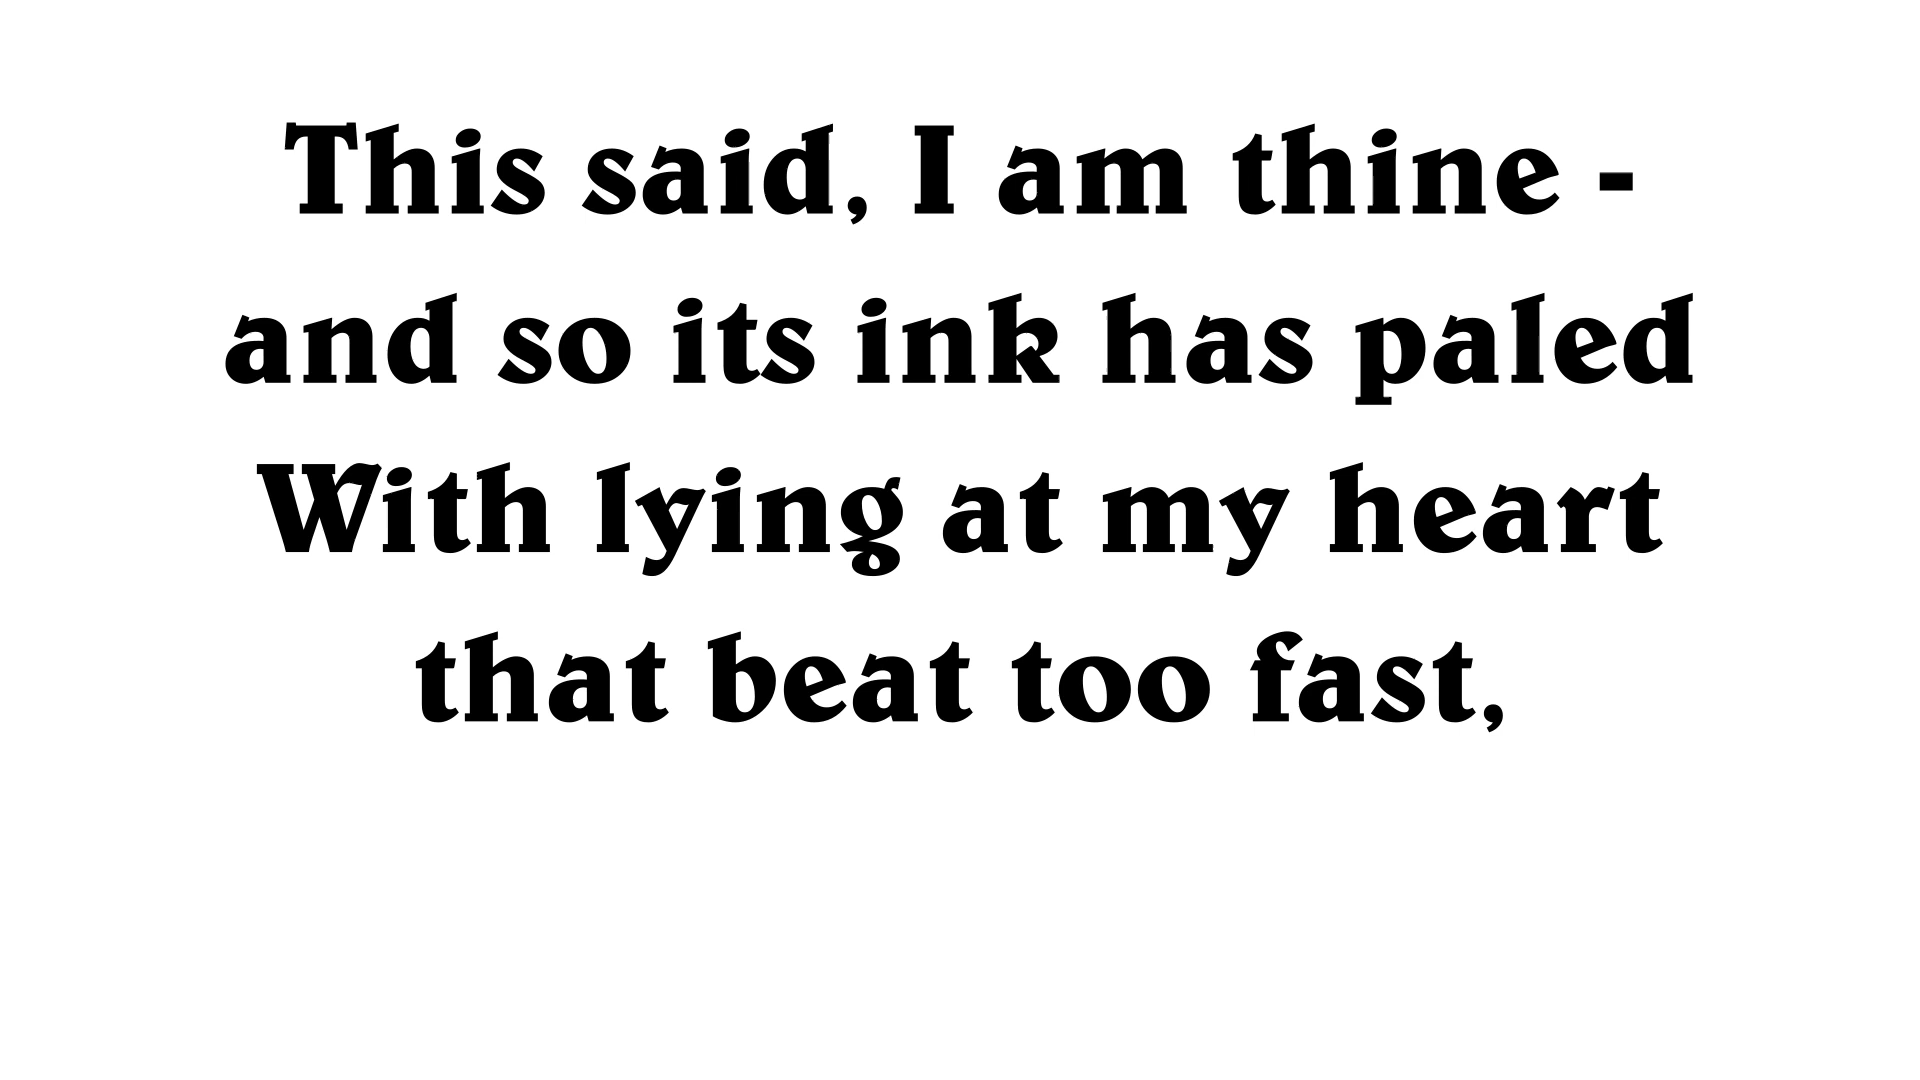 This said, I am thine -
and so its ink has paled
With lying at my heart
that beat too fast,